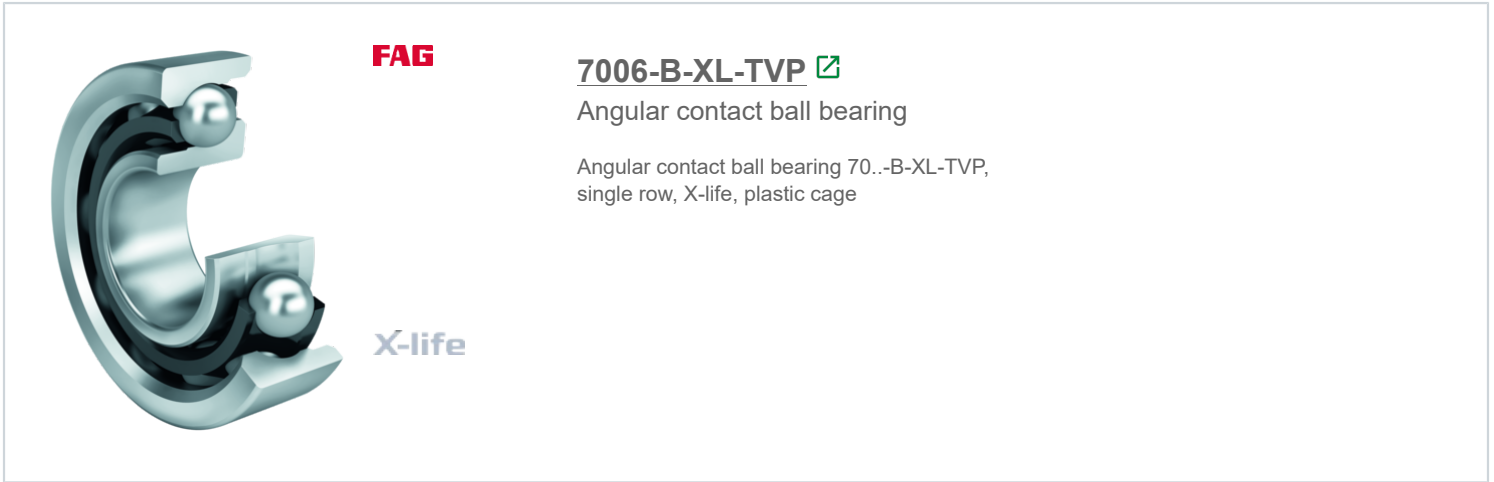 FAG
7006-B-XL-TVP
Angular contact ball bearing
Angular contact ball bearing 70..-B-XL-TVP,
single row, X-life, plastic cage
X-life